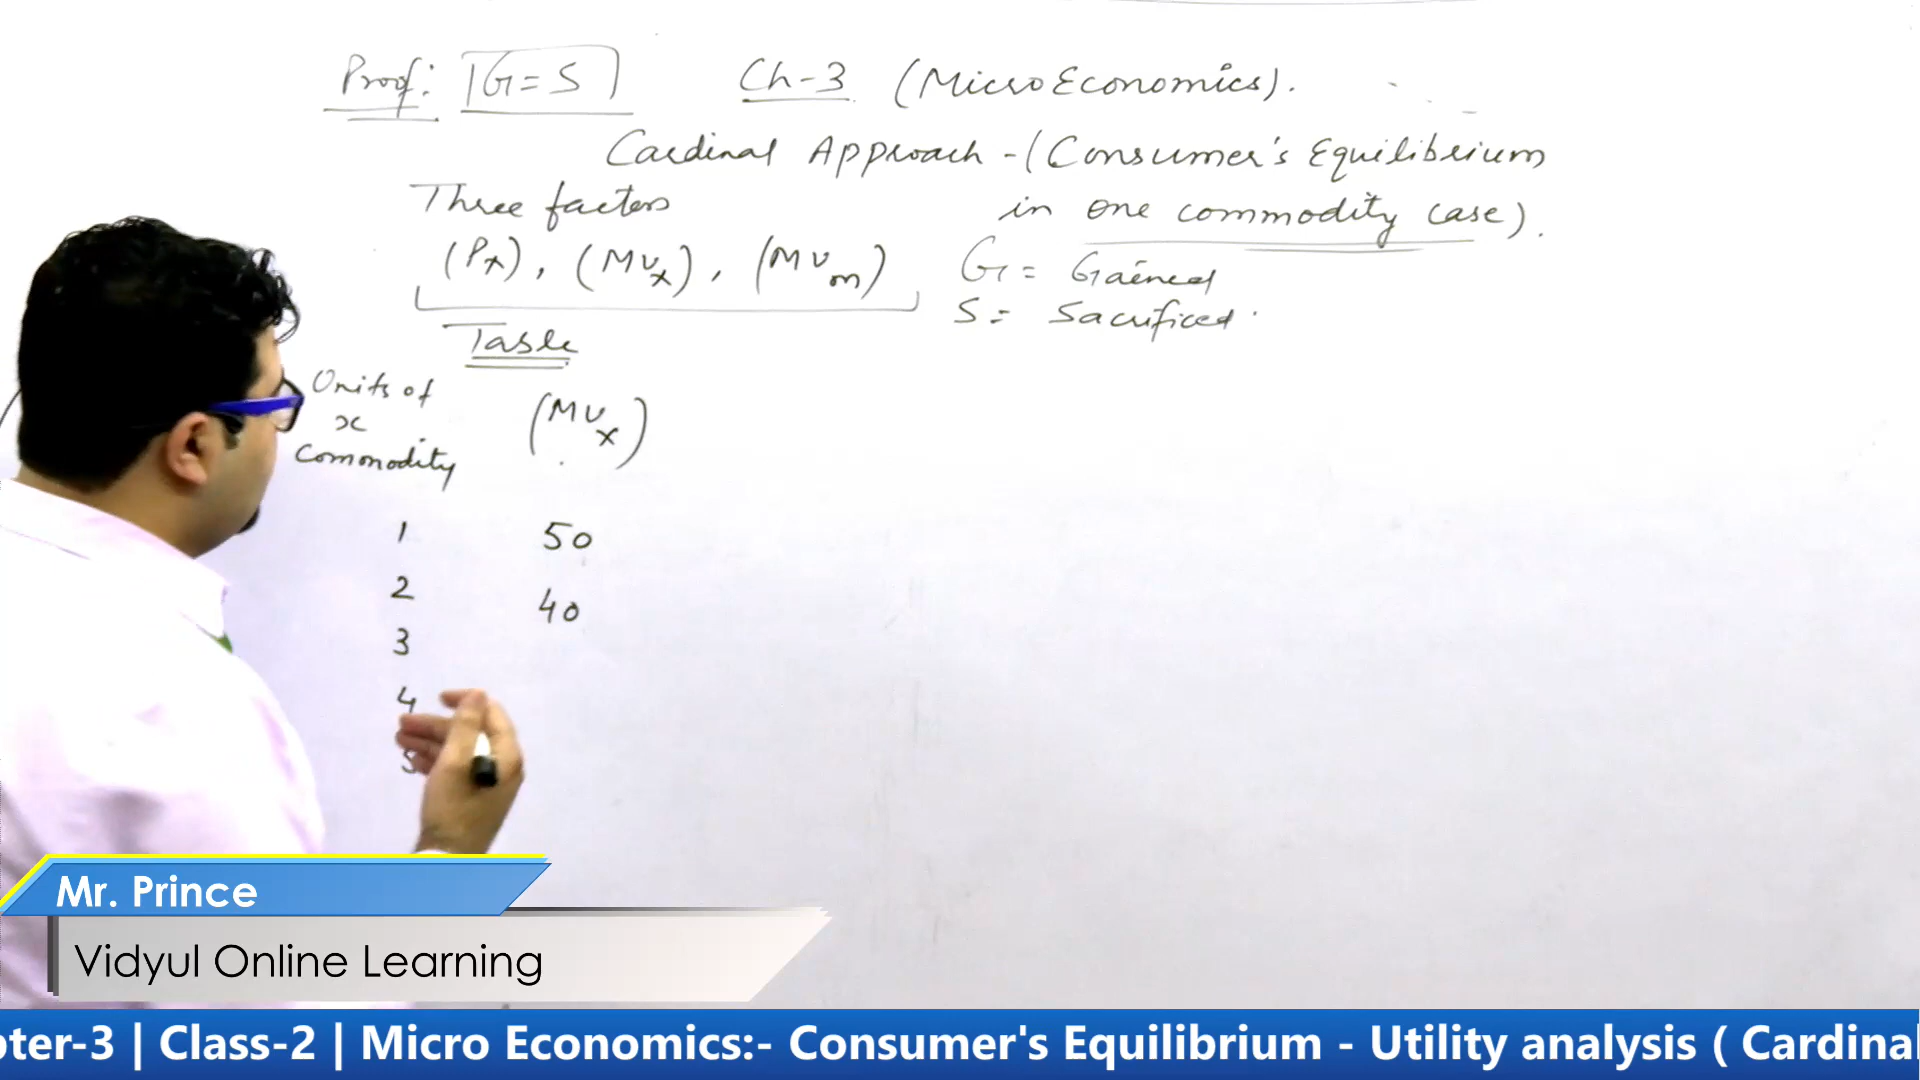 Proof: G = S Ch-3 (MicroEconomics).
Cardinal Approach - (Consumer's Equilibrium
in one commodity case).
Three factors
(Px), (MUx), (MUm)
G = Gained
S = Sacrificed.
Table
Units of
x
Commodity
(MUx)
1 50
2 40
3
4
5
Mr. Prince
Vidyul Online Learning
pter-3 | Class-2 | Micro Economics:- Consumer's Equilibrium - Utility analysis ( Cardinal